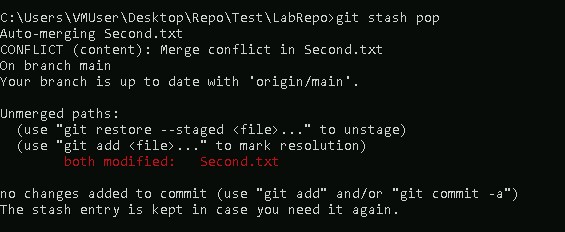 C:\Users\VMUser\Desktop\Repo\Test\LabRepo>git stash pop
Auto-merging Second.txt
CONFLICT (content): Merge conflict in Second.txt
On branch main
Your branch is up to date with 'origin/main'.
Unmerged paths:
(use "git restore --staged <file>..." to unstage)
(use "git add <file>..." to mark resolution)
both modified:   Second.txt
no changes added to commit (use "git add" and/or "git commit -a")
The stash entry is kept in case you need it again.